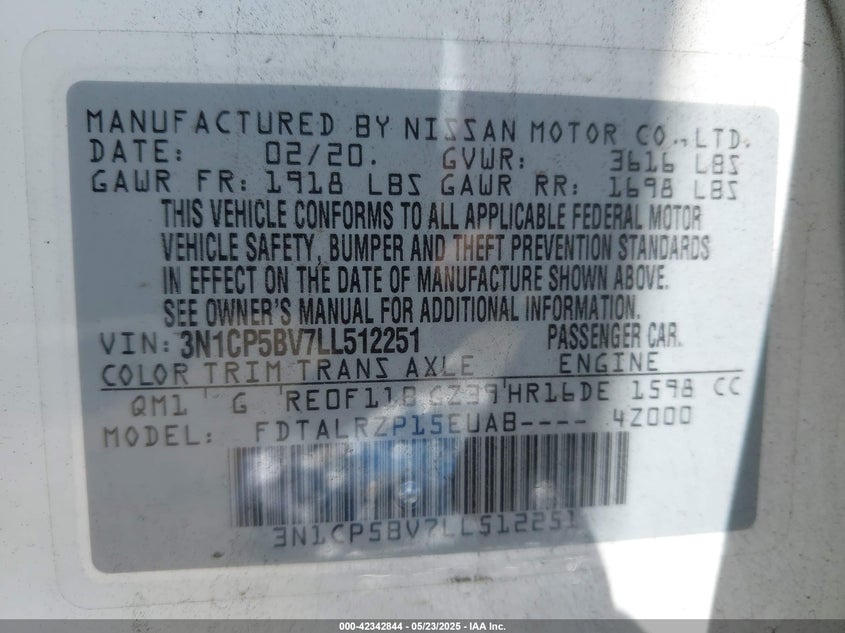 MANUFACTURED BY NISSAN MOTOR CO., LTD.
DATE: 02/20. GVWR: 3616 LBS
GAWR FR: 1918 LBS GAWR RR: 1698 LBS
THIS VEHICLE CONFORMS TO ALL APPLICABLE FEDERAL MOTOR
VEHICLE SAFETY, BUMPER AND THEFT PREVENTION STANDARDS
IN EFFECT ON THE DATE OF MANUFACTURE SHOWN ABOVE.
SEE OWNER'S MANUAL FOR ADDITIONAL INFORMATION.
VIN: 3N1CP5BV7LL512251 PASSENGER CAR.
COLOR TRIM TRANS AXLE ENGINE
QM1 G RE0F11B GZ39 HR16DE 1598 CC
MODEL: FDTALRZP15EUAB---- 4Z000
3N1CP5BV7LL512251
000-42342844 / 05/23/2025 - IAA Inc.